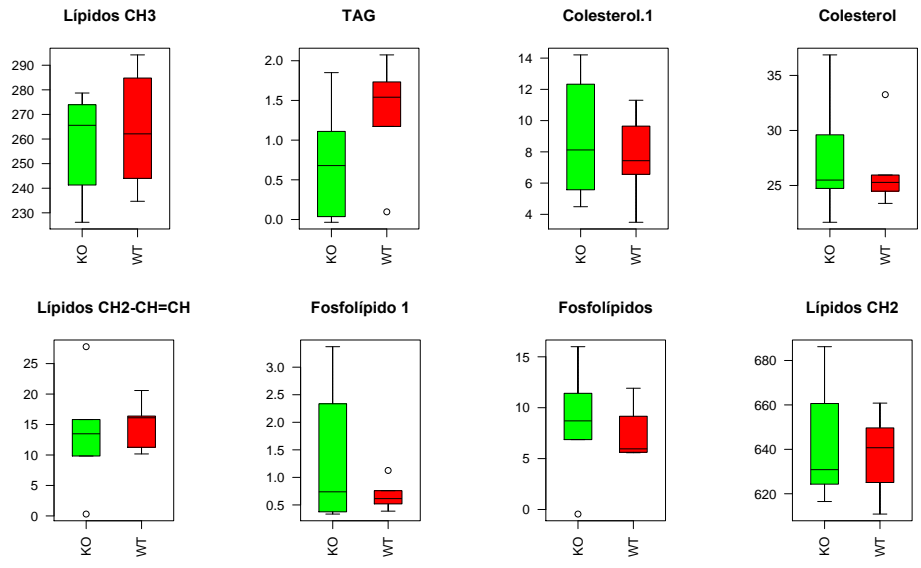 Lípidos CH3
TAG
Colesterol.1
Colesterol
290
280
270
260
250
240
230
KO
WT
2.0
1.5
1.0
0.5
0.0
KO
WT
14
12
10
8
6
4
KO
WT
35
30
25
KO
WT
Lípidos CH2-CH=CH
Fosfolípido 1
Fosfolípidos
Lípidos CH2
25
20
15
10
5
0
KO
WT
3.0
2.5
2.0
1.5
1.0
0.5
KO
WT
15
10
5
0
KO
WT
680
660
640
620
KO
WT